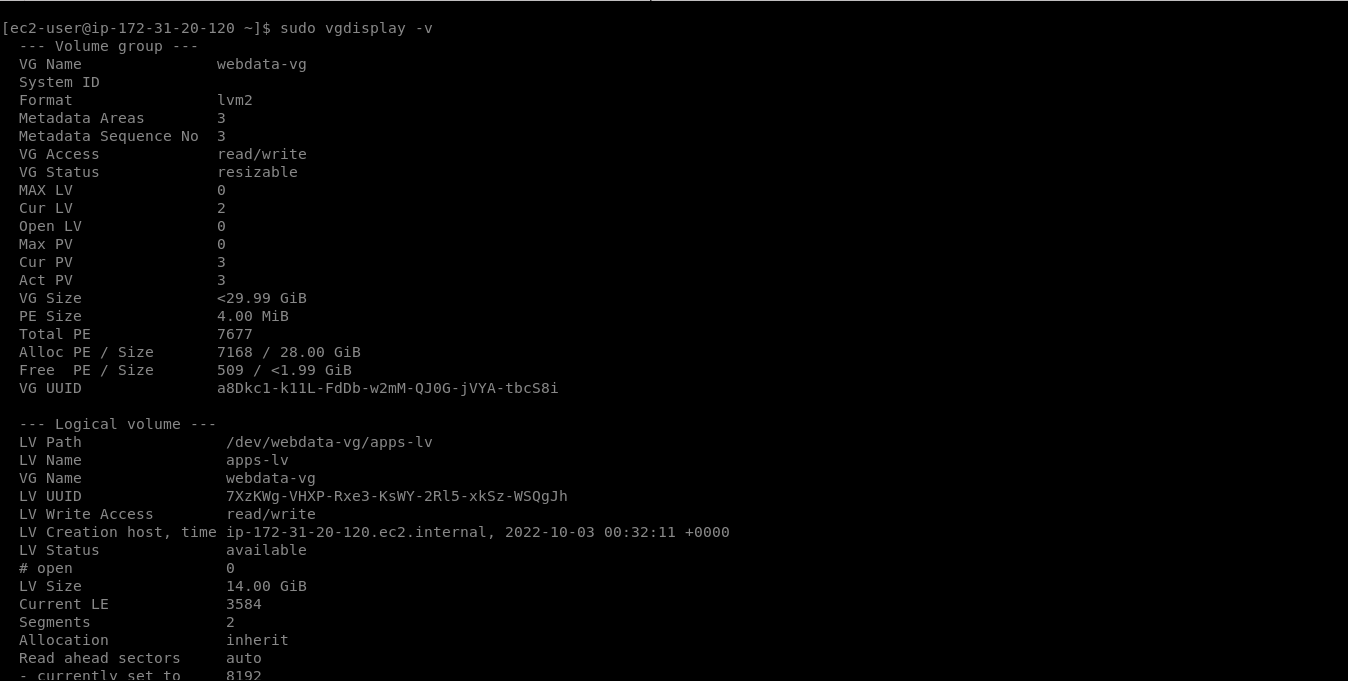 [ec2-user@ip-172-31-20-120 ~]$ sudo vgdisplay -v
  --- Volume group ---
  VG Name               webdata-vg
  System ID
  Format                lvm2
  Metadata Areas        3
  Metadata Sequence No  3
  VG Access             read/write
  VG Status             resizable
  MAX LV                0
  Cur LV                2
  Open LV               0
  Max PV                0
  Cur PV                3
  Act PV                3
  VG Size               <29.99 GiB
  PE Size               4.00 MiB
  Total PE              7677
  Alloc PE / Size       7168 / 28.00 GiB
  Free  PE / Size       509 / <1.99 GiB
  VG UUID               a8Dkc1-k11L-FdDb-w2mM-QJ0G-jVYA-tbcS8i

  --- Logical volume ---
  LV Path                /dev/webdata-vg/apps-lv
  LV Name                apps-lv
  VG Name                webdata-vg
  LV UUID                7XzKWg-VHXP-Rxe3-KsWY-2Rl5-xkSz-WSQgJh
  LV Write Access        read/write
  LV Creation host, time ip-172-31-20-120.ec2.internal, 2022-10-03 00:32:11 +0000
  LV Status              available
  # open                 0
  LV Size                14.00 GiB
  Current LE             3584
  Segments               2
  Allocation             inherit
  Read ahead sectors     auto
  - currently set to     8192